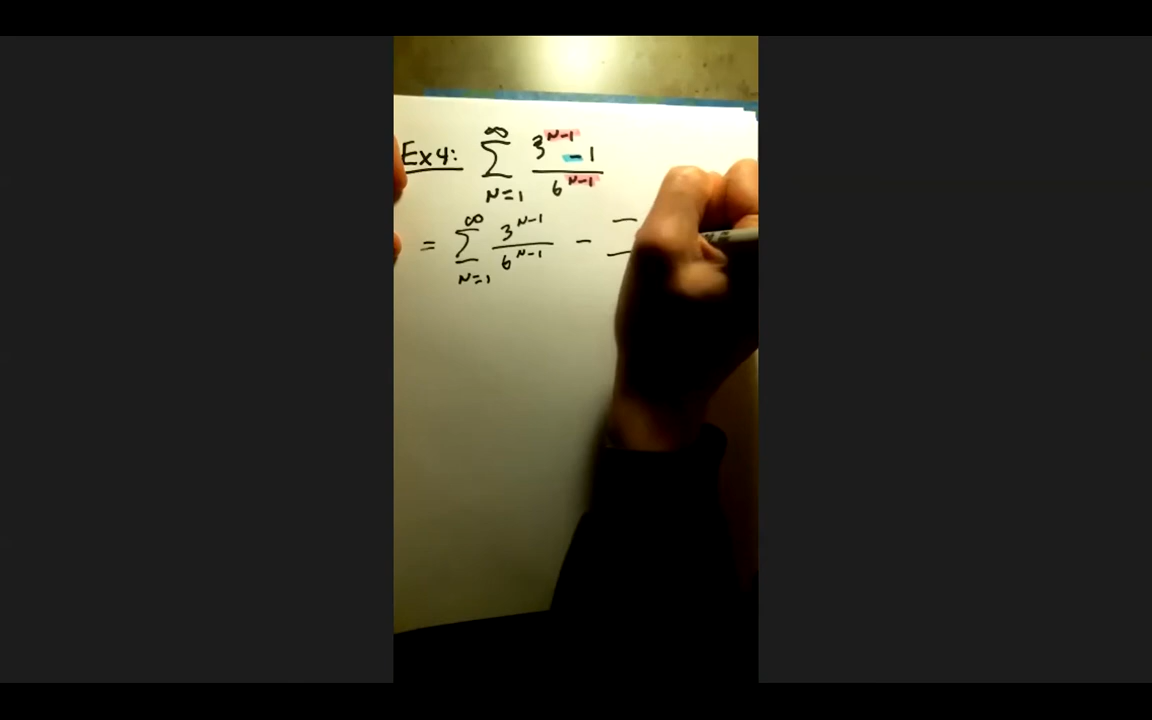 Ex4: ∞ Σ N=1 3^{N-1} - 1 / 6^{N-1}
= ∞ Σ N=1 3^{N-1} / 6^{N-1} -